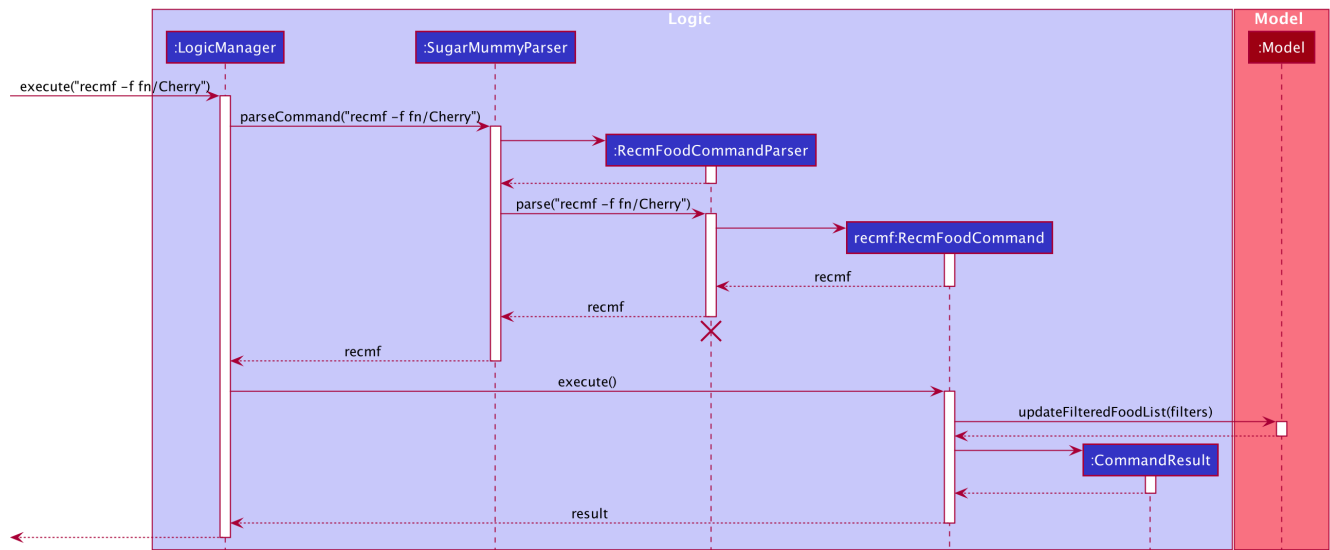 Logic
Model
:LogicManager
:SugarMummyParser
:Model
execute("recmf -f fn/Cherry")
parseCommand("recmf -f fn/Cherry")
:RecmFoodCommandParser
parse("recmf -f fn/Cherry")
recmf:RecmFoodCommand
recmf
recmf
recmf
execute()
updateFilteredFoodList(filters)
:CommandResult
result